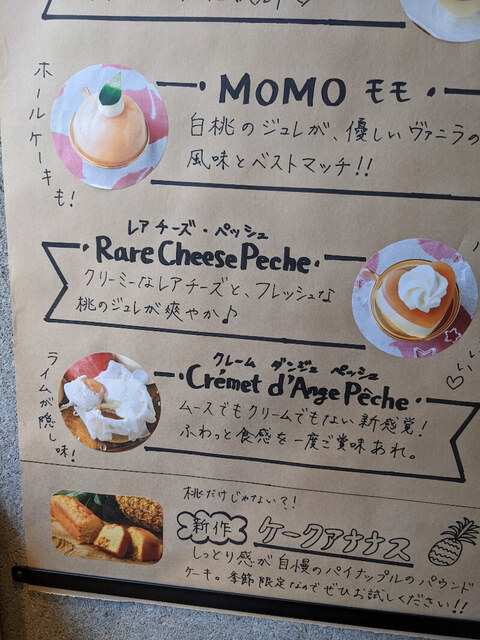 MOMO モモ
白桃のジュレが、優しいヴァニラの
風味とベストマッチ!!
ホールケーキも!
レアチーズ・ペッシュ
Rare Cheese Peche
クリーミーなレアチーズと、フレッシュな
桃のジュレが爽やか♪
クレーム ダンジュ ペッシュ
Crémet d'Ange Pêche
ムースでもクリームでもない新感覚!
ふわっと食感を一度ご賞味あれ。
ライムが隠し味!
桃だけじゃない?!
新作 ケークアナナス
しっとり感が自慢のパイナップルのパウンド
ケーキ。季節限定なのでぜひお試しください!!